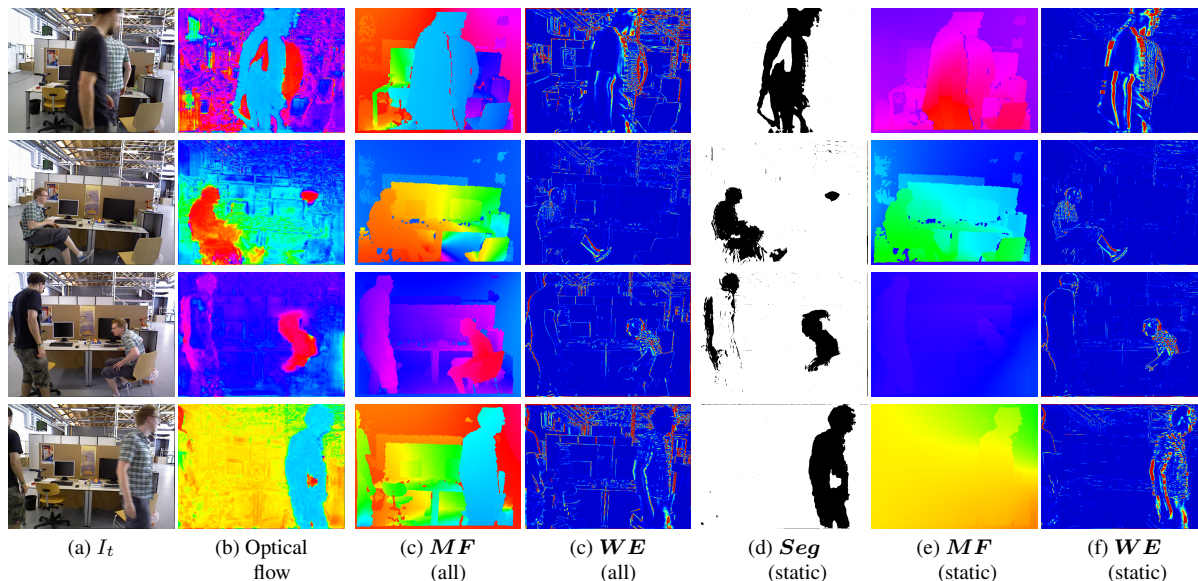 (a) I_t
(b) Optical flow
(c) MF (all)
(c) WE (all)
(d) Seg (static)
(e) MF (static)
(f) WE (static)